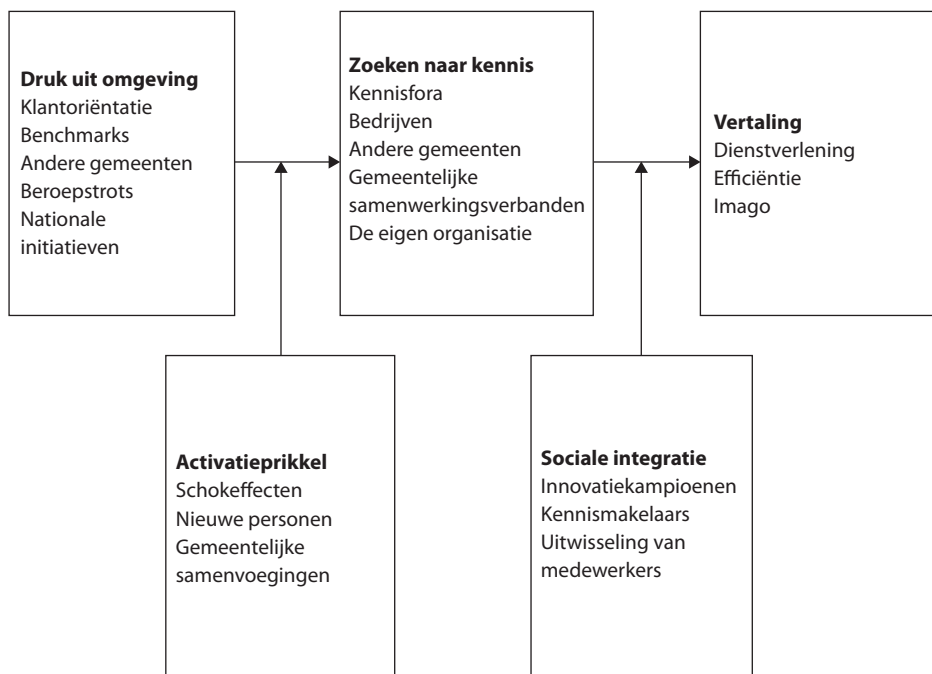 Druk uit omgeving
Klantoriëntatie
Benchmarks
Andere gemeenten
Beroepstrots
Nationale
initiatieven
Zoeken naar kennis
Kennisfora
Bedrijven
Andere gemeenten
Gemeentelijke
samenwerkingsverbanden
De eigen organisatie
Vertaling
Dienstverlening
Efficiëntie
Imago
Activatieprikkel
Schokeffecten
Nieuwe personen
Gemeentelijke
samenvoegingen
Sociale integratie
Innovatiekampioenen
Kennismakelaars
Uitwisseling van
medewerkers